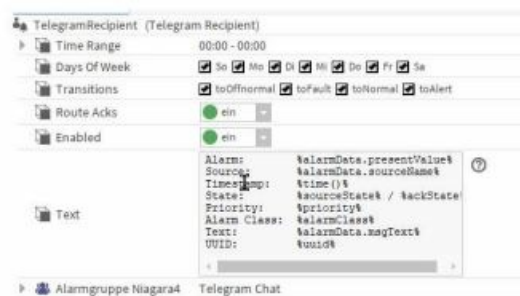 TelegramRecipient (Telegram Recipient)
Time Range 00:00 - 00:00
Days Of Week So Mo Di Mi Do Fr Sa
Transitions toOffnormal toFault toNormal toAlert
Route Acks ein
Enabled ein
Text
Alarm: %alarmData.presentValue%
Source: %alarmData.sourceName%
Timestamp: %time()%
State: %sourceState% / %ackState
Priority: %priority%
Alarm Class: %alarmClass%
Text: %alarmData.msgText%
UUID: %uuid%
Alarmgruppe Niagara4 Telegram Chat